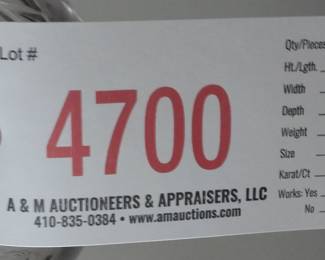 Lot #
4700
A & M AUCTIONEERS & APPRAISERS, LLC
410-835-0384 • www.amauctions.com
Qty/Pieces
Ht./Lgth.
Width
Depth
Weight
Size
Karat/Ct
Works: Yes
No